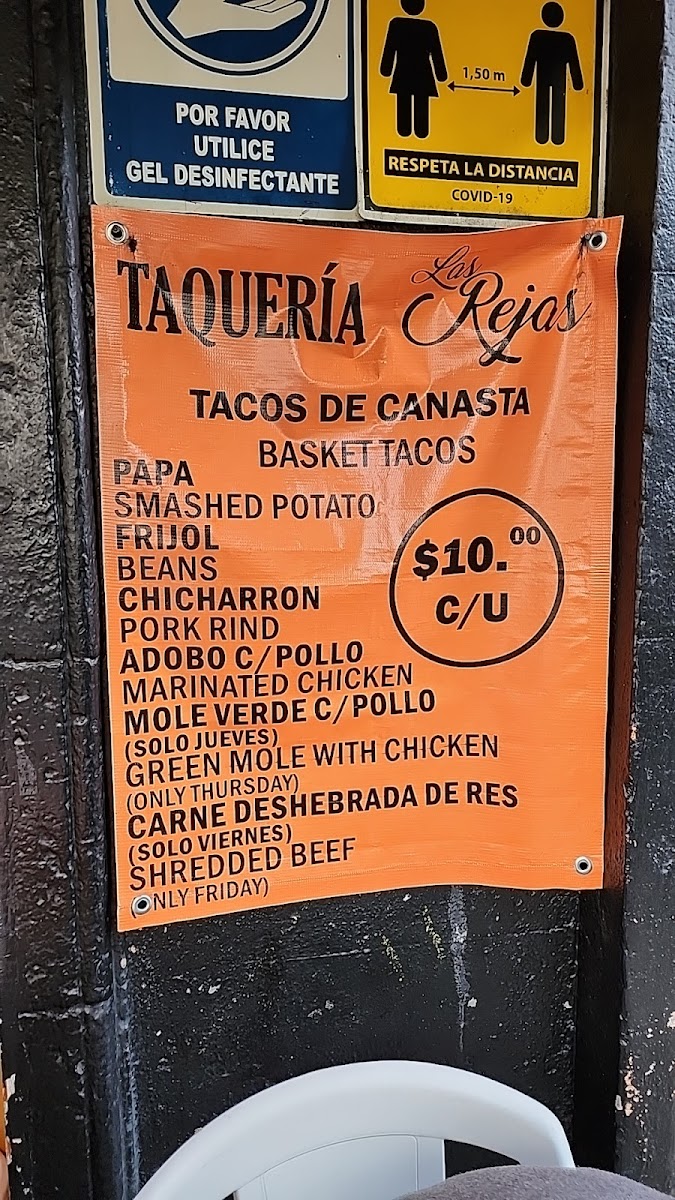 POR FAVOR
UTILICE
GEL DESINFECTANTE
1,50 m
RESPETA LA DISTANCIA
COVID-19
TAQUERÍA Las Rejas
TACOS DE CANASTA
BASKET TACOS
PAPA
SMASHED POTATO
FRIJOL
BEANS
CHICHARRON
PORK RIND
ADOBO C/POLLO
MARINATED CHICKEN
MOLE VERDE C/POLLO
(SOLO JUEVES)
GREEN MOLE WITH CHICKEN
(ONLY THURSDAY)
CARNE DESHEBRADA DE RES
(SOLO VIERNES)
SHREDDED BEEF
(ONLY FRIDAY)
$10.00
C/U